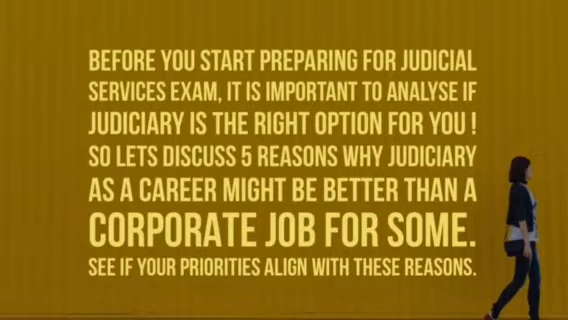 BEFORE YOU START PREPARING FOR JUDICIAL
SERVICES EXAM, IT IS IMPORTANT TO ANALYSE IF
JUDICIARY IS THE RIGHT OPTION FOR YOU !
SO LETS DISCUSS 5 REASONS WHY JUDICIARY
AS A CAREER MIGHT BE BETTER THAN A
CORPORATE JOB FOR SOME.
SEE IF YOUR PRIORITIES ALIGN WITH THESE REASONS.